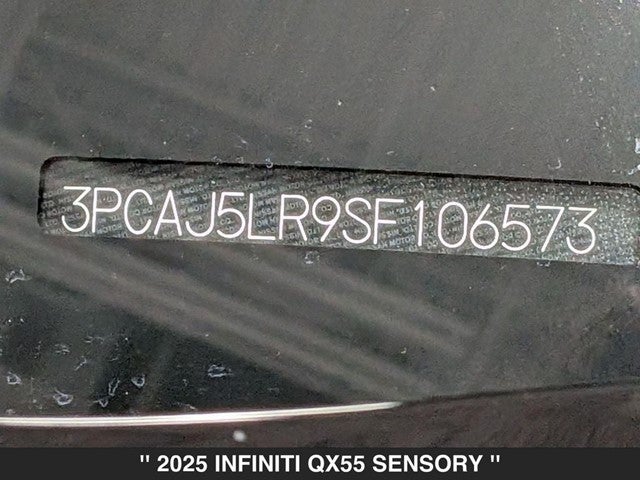 3PCAJ5LR9SF106573
" 2025 INFINITI QX55 SENSORY "